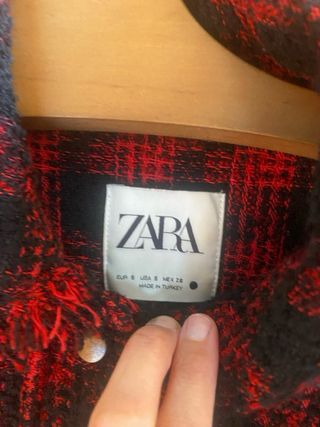 ZARA
EUR S USA S MEX 26
MADE IN TURKEY